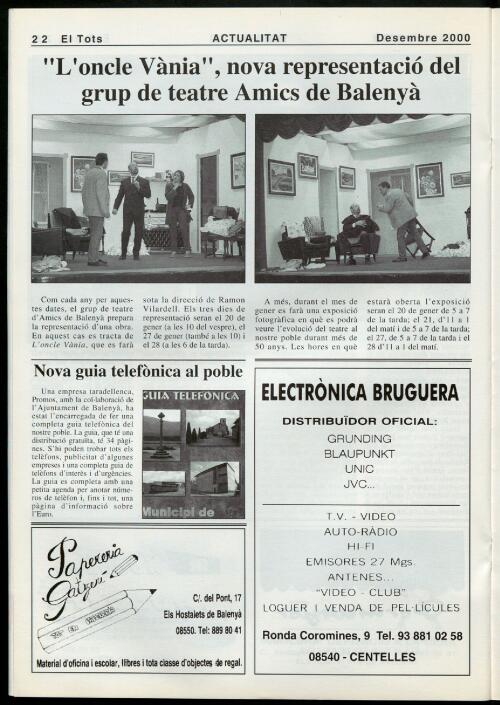 22 El Tots
ACTUALITAT
Desembre 2000
"L'oncle Vània", nova representació del
grup de teatre Amics de Balenyà
Com cada any per aques-
tes dates, el grup de teatre
d'Amics de Balenyà prepara
la representació d'una obra.
En aquest cas es tracta de
L'oncle Vània, que es farà
sota la direcció de Ramon
Vilardell. Els tres dies de
representació seran el 20 de
gener (a les 10 del vespre), el
27 de gener (també a les 10) i
el 28 (a les 6 de la tarda).
A més, durant el mes de
gener es farà una exposició
fotogràfica en què es podrà
veure l'evolució del teatre al
nostre poble durant més de
50 anys. Les hores en què
estarà oberta l'exposició
seran el 20 de gener de 5 a 7
de la tarda; el 21, d'11 a 1
del matí i de 5 a 7 de la tarda;
el 27, de 5 a 7 de la tarda i el
28 d'11 a 1 del matí.
Nova guia telefònica al poble
Una empresa taradellenca,
Promos, amb la col·laboració de
l'Ajuntament de Balenyà, ha
estat l'encarregada de fer una
completa guia telefònica del
nostre poble. La guia, que té una
distribució gratuïta, té 34 pàgi-
nes. S'hi poden trobar tots els
telèfons, publicitat d'algunes
empreses i una completa guia de
telèfons d'interès i d'urgències.
La guia es completa amb una
petita agenda per anotar núme-
ros de telèfon i, fins i tot, una
pàgina d'informació sobre
l'Euro.
GUIA TELEFÒNICA
Municipi de
Papereria
C/. del Pont, 17
Els Hostalets de Balenyà
08550. Tel: 889 80 41
Material d'oficina i escolar, llibres i tota classe d'objectes de regal.
ELECTRÒNICA BRUGUERA
DISTRIBUÏDOR OFICIAL:
GRUNDING
BLAUPUNKT
UNIC
JVC...
T.V. - VIDEO
AUTO-RÀDIO
HI-FI
EMISORES 27 Mgs.
ANTENES...
"VIDEO - CLUB"
LOGUER I VENDA DE PEL·LÍCULES
Ronda Coromines, 9 Tel. 93 881 02 58
08540 - CENTELLES